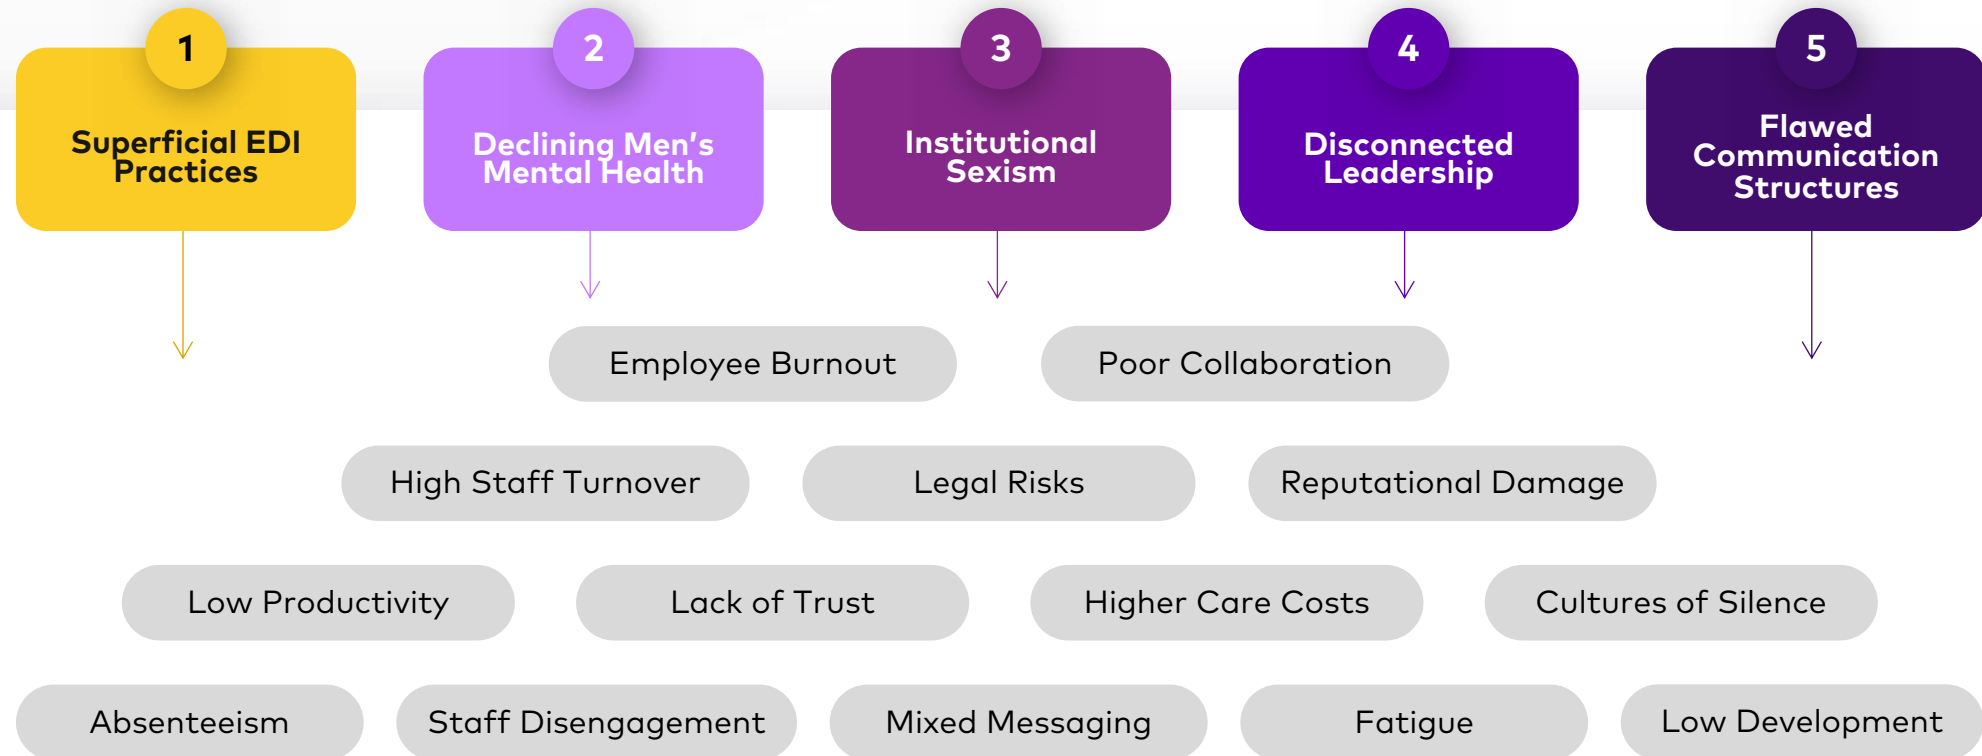 1
Superficial EDI
Practices
2
Declining Men's
Mental Health
3
Institutional
Sexism
4
Disconnected
Leadership
5
Flawed
Communication
Structures
Employee Burnout
Poor Collaboration
High Staff Turnover
Legal Risks
Reputational Damage
Low Productivity
Lack of Trust
Higher Care Costs
Cultures of Silence
Absenteeism
Staff Disengagement
Mixed Messaging
Fatigue
Low Development